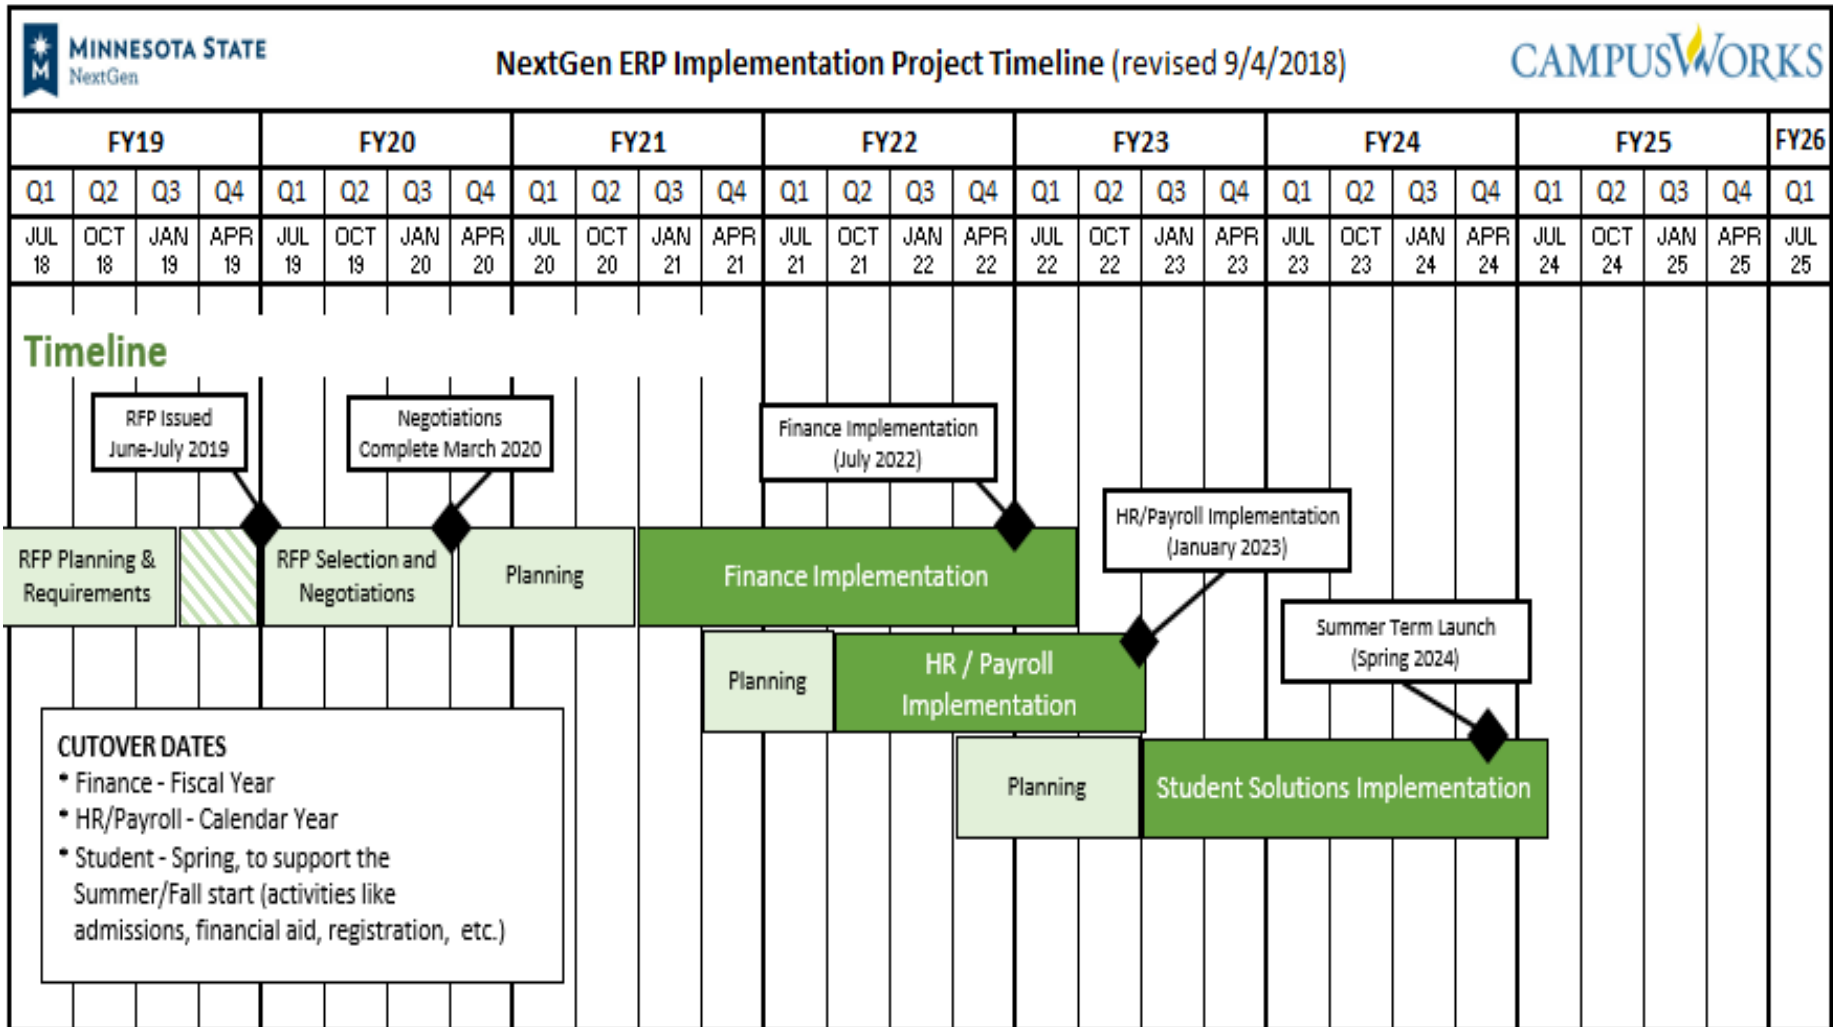 MINNESOTA STATE
NextGen
NextGen ERP Implementation Project Timeline (revised 9/4/2018)
CAMPUSWORKS
FY19 FY20 FY21 FY22 FY23 FY24 FY25 FY26
Q1 Q2 Q3 Q4 Q1 Q2 Q3 Q4 Q1 Q2 Q3 Q4 Q1 Q2 Q3 Q4 Q1 Q2 Q3 Q4 Q1 Q2 Q3 Q4 Q1 Q2 Q3 Q4 Q1
JUL OCT JAN APR JUL OCT JAN APR JUL OCT JAN APR JUL OCT JAN APR JUL OCT JAN APR JUL OCT JAN APR JUL OCT JAN APR JUL
18 18 19 19 19 19 20 20 20 20 21 21 21 21 22 22 22 22 23 23 23 23 24 24 24 24 25 25 25
Timeline
RFP Issued
June-July 2019
Negotiations
Complete March 2020
Finance Implementation
(July 2022)
HR/Payroll Implementation
(January 2023)
Summer Term Launch
(Spring 2024)
RFP Planning &
Requirements
RFP Selection and
Negotiations
Planning
Finance Implementation
Planning
HR / Payroll
Implementation
Planning
Student Solutions Implementation
CUTOVER DATES
* Finance - Fiscal Year
* HR/Payroll - Calendar Year
* Student - Spring, to support the
Summer/Fall start (activities like
admissions, financial aid, registration, etc.)